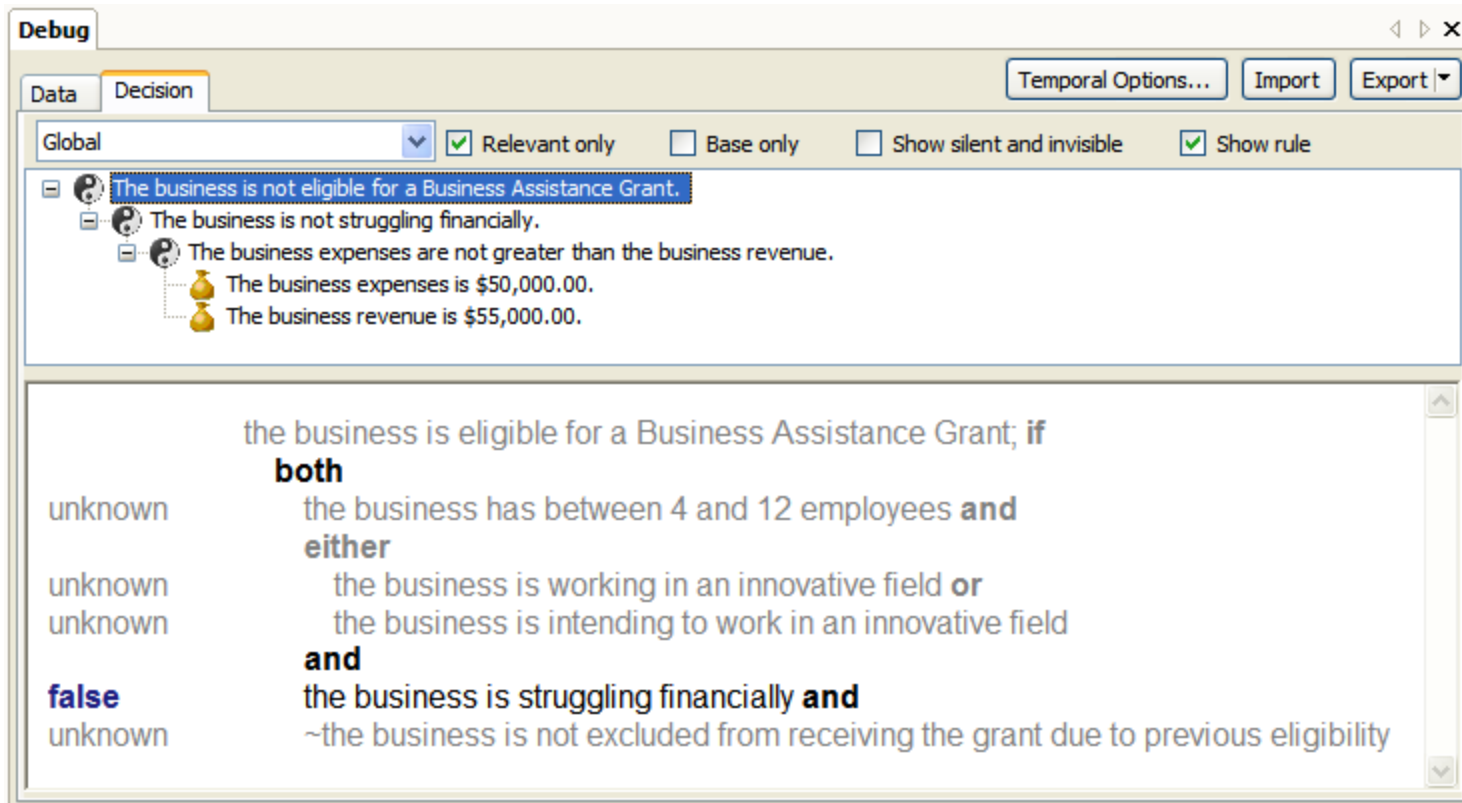 Debug
Data Decision Temporal Options... Import Export
Global Relevant only Base only Show silent and invisible Show rule
The business is not eligible for a Business Assistance Grant.
The business is not struggling financially.
The business expenses are not greater than the business revenue.
The business expenses is $50,000.00.
The business revenue is $55,000.00.
the business is eligible for a Business Assistance Grant; if
both
unknown the business has between 4 and 12 employees and
either
unknown the business is working in an innovative field or
unknown the business is intending to work in an innovative field
and
false the business is struggling financially and
unknown ~the business is not excluded from receiving the grant due to previous eligibility